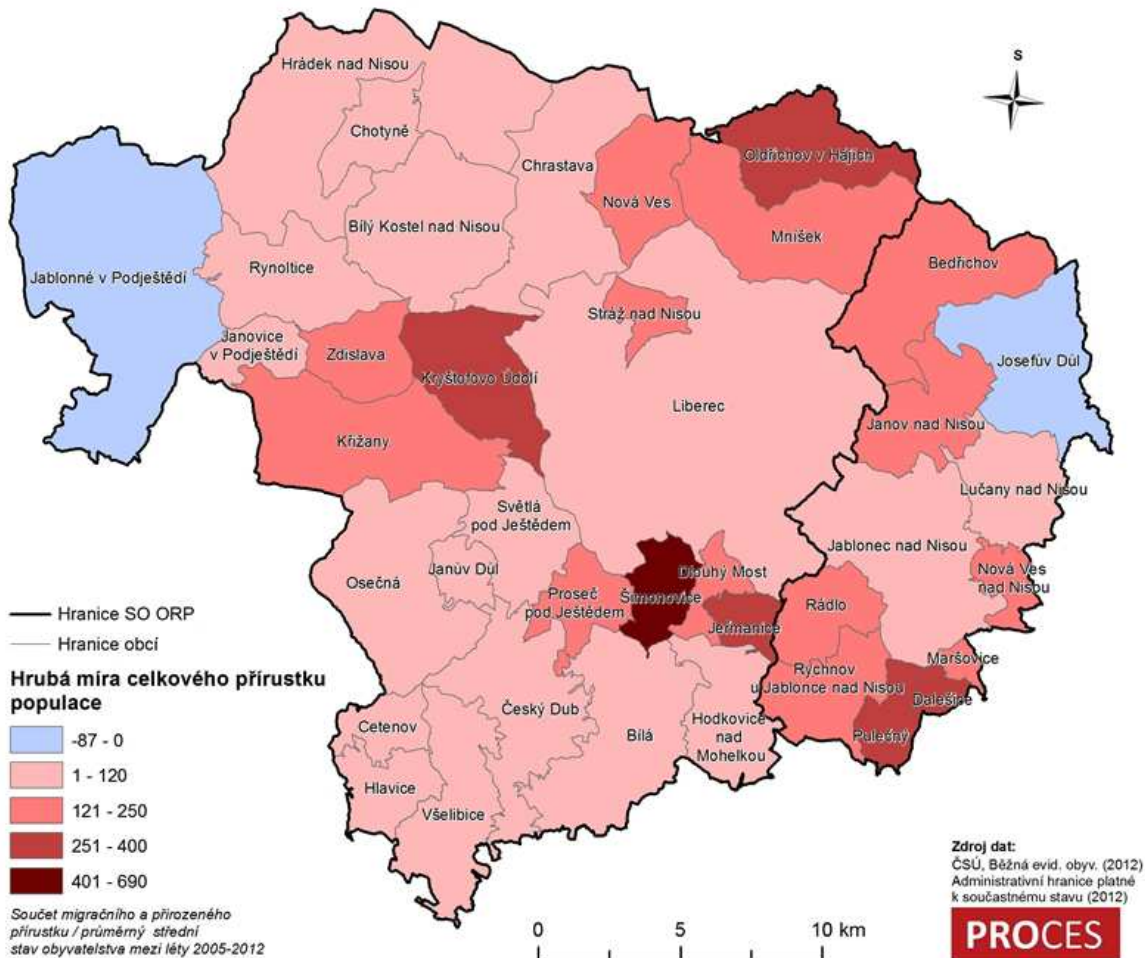 S
Hrádek nad Nisou
Chotyně
Chrastava
Oldřichov v Hájích
Nová Ves
Bílý Kostel nad Nisou
Mníšek
Bedřichov
Rynoltice
Jablonné v Podještědí
Stráž nad Nisou
Janovice
v Podještědí
Zdislava
Josefův Důl
Kryštofovo Údolí
Liberec
Janov nad Nisou
Křižany
Lučany nad Nisou
Světlá
pod Ještědem
Jablonec nad Nisou
Osečná
Janův Důl
Dlouhý Most
Nová Ves
nad Nisou
Proseč
pod Ještědem
Šimonovice
Rádlo
Jeřmanice
Maršovice
Rychnov
u Jablonce nad Nisou
Dalešice
Český Dub
Cetenov
Bílá
Hodkovice
nad
Mohelkou
Pulečný
Hlavice
Všelibice
Hranice SO ORP
Hranice obcí
Hrubá míra celkového přírustku
populace
-87 - 0
1 - 120
121 - 250
251 - 400
401 - 690
Součet migračního a přirozeného
přírustku / průměrný střední
stav obyvatelstva mezi léty 2005-2012
0 5 10 km
Zdroj dat:
ČSÚ, Běžná evid. obyv. (2012)
Administrativní hranice platné
k součastnému stavu (2012)
PROCES